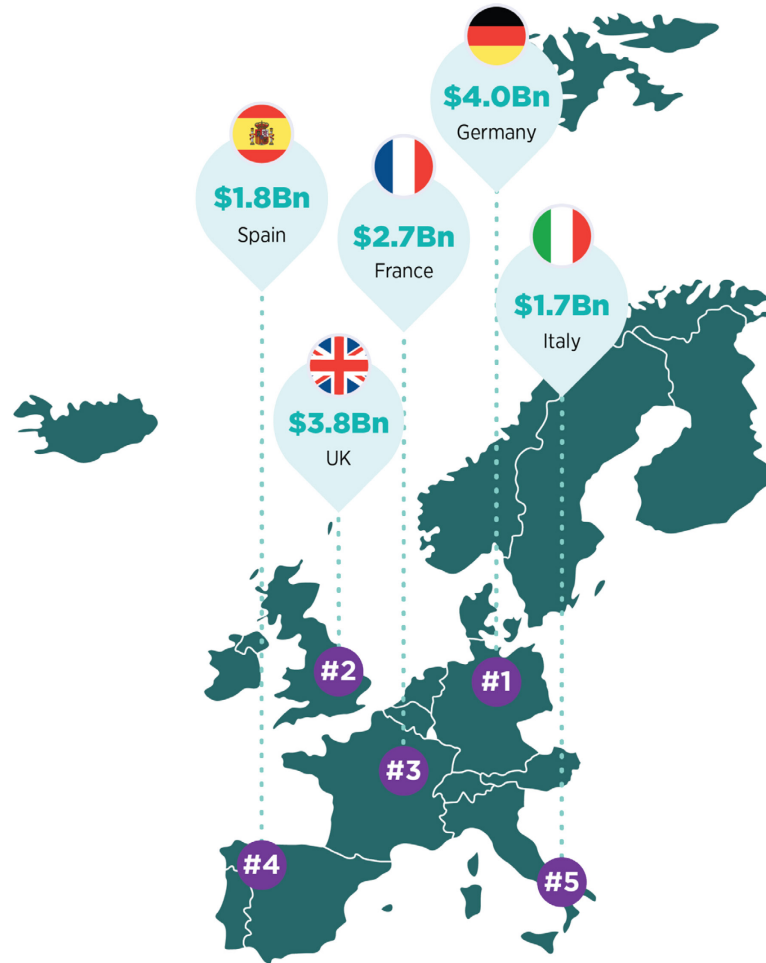 $4.0Bn
Germany
$1.8Bn
Spain
$2.7Bn
France
$1.7Bn
Italy
$3.8Bn
UK
#2
#1
#3
#4
#5